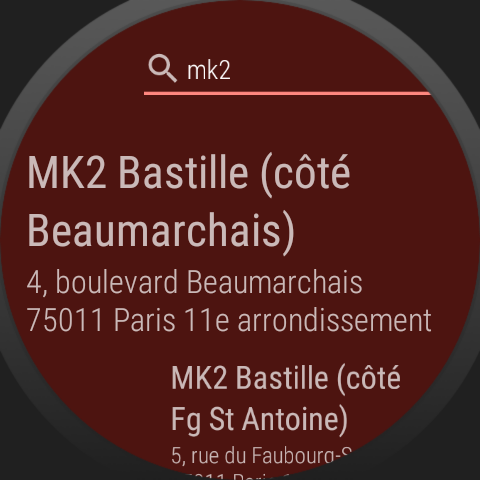 mk2
MK2 Bastille (côté
Beaumarchais)
4, boulevard Beaumarchais
75011 Paris 11e arrondissement
MK2 Bastille (côté
Fg St Antoine)
5, rue du Faubourg-S